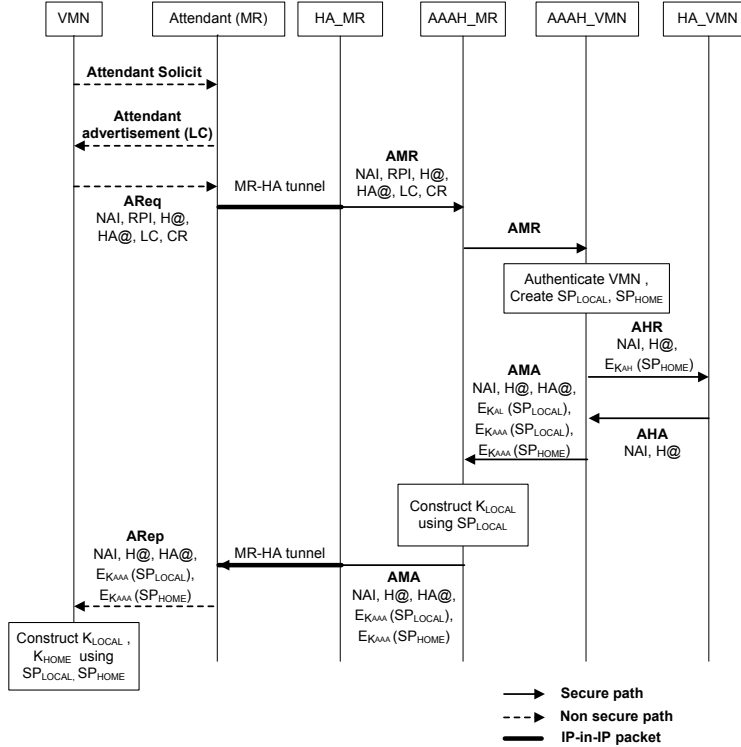 VMN
Attendant (MR)
HA_MR
AAAH_MR
AAAH_VMN
HA_VMN
Attendant Solicit
Attendant
advertisement (LC)
AReq
NAI, RPI, H@,
HA@, LC, CR
MR-HA tunnel
AMR
NAI, RPI, H@,
HA@, LC, CR
AMR
Authenticate VMN ,
Create SPLOCAL, SPHOME
AHR
NAI, H@,
EKAH (SPHOME)
AMA
NAI, H@, HA@,
EKAL (SPLOCAL),
EKAAA (SPLOCAL),
EKAAA (SPHOME)
AHA
NAI, H@
Construct KLOCAL
using SPLOCAL
ARep
NAI, H@, HA@,
EKAAA (SPLOCAL),
EKAAA (SPHOME)
MR-HA tunnel
AMA
NAI, H@, HA@,
EKAAA (SPLOCAL),
EKAAA (SPHOME)
Construct KLOCAL ,
KHOME using
SPLOCAL, SPHOME
Secure path
Non secure path
IP-in-IP packet